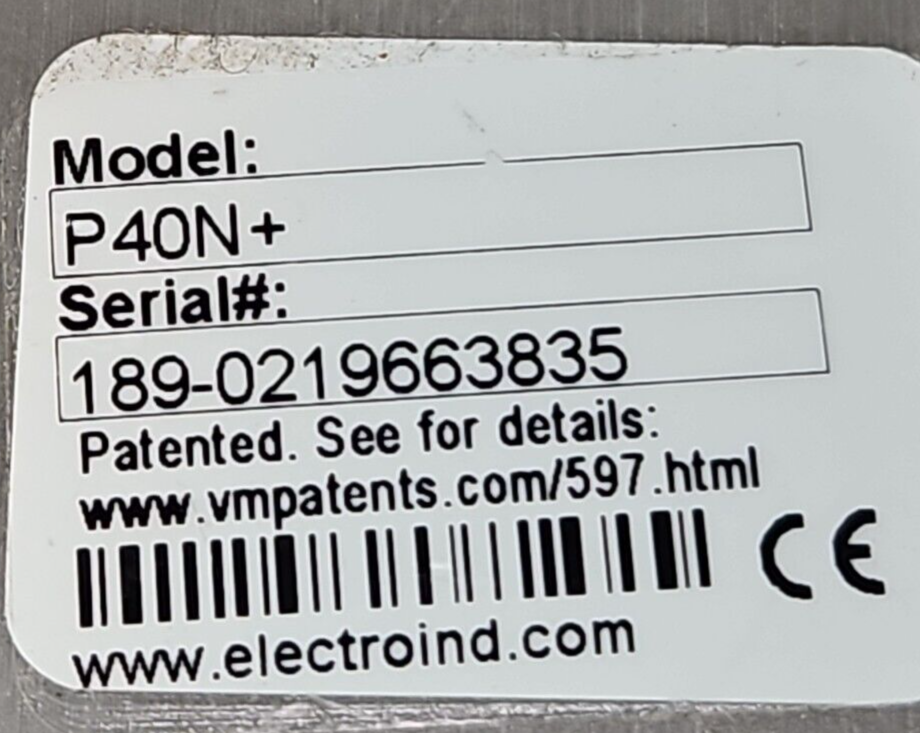 Model:
P40N+
Serial#:
189-0219663835
Patented. See for details:
www.vmpatents.com/597.html
CE
www.electroind.com